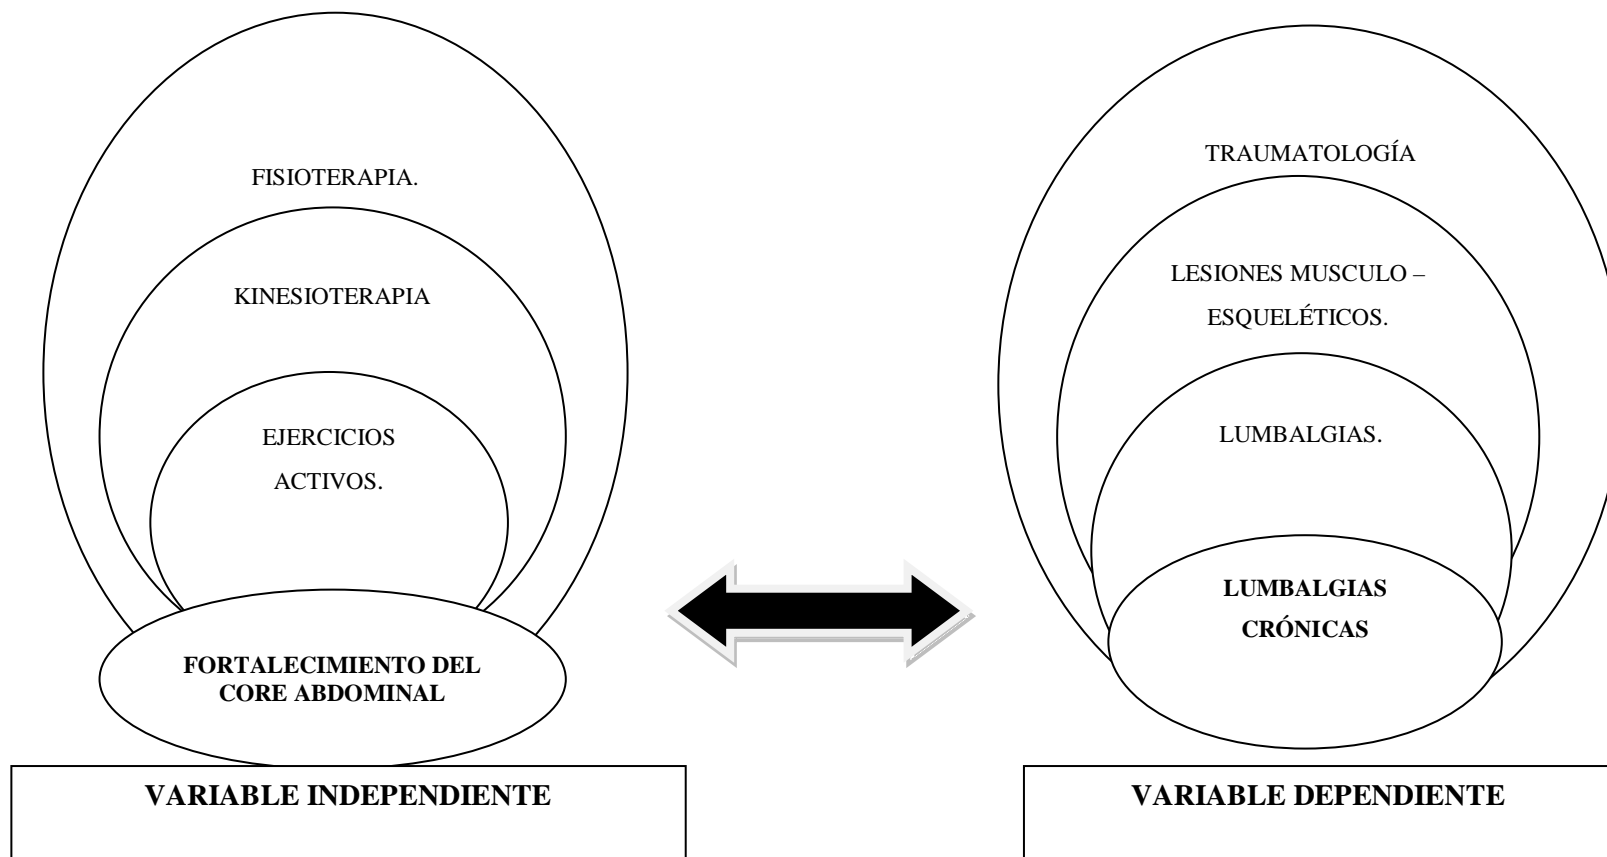 FISIOTERAPIA.
KINESIOTERAPIA
EJERCICIOS
ACTIVOS.
FORTALECIMIENTO DEL
CORE ABDOMINAL
VARIABLE INDEPENDIENTE
TRAUMATOLOGÍA
LESIONES MUSCULO –
ESQUELÉTICOS.
LUMBALGIAS.
LUMBALGIAS
CRÓNICAS
VARIABLE DEPENDIENTE